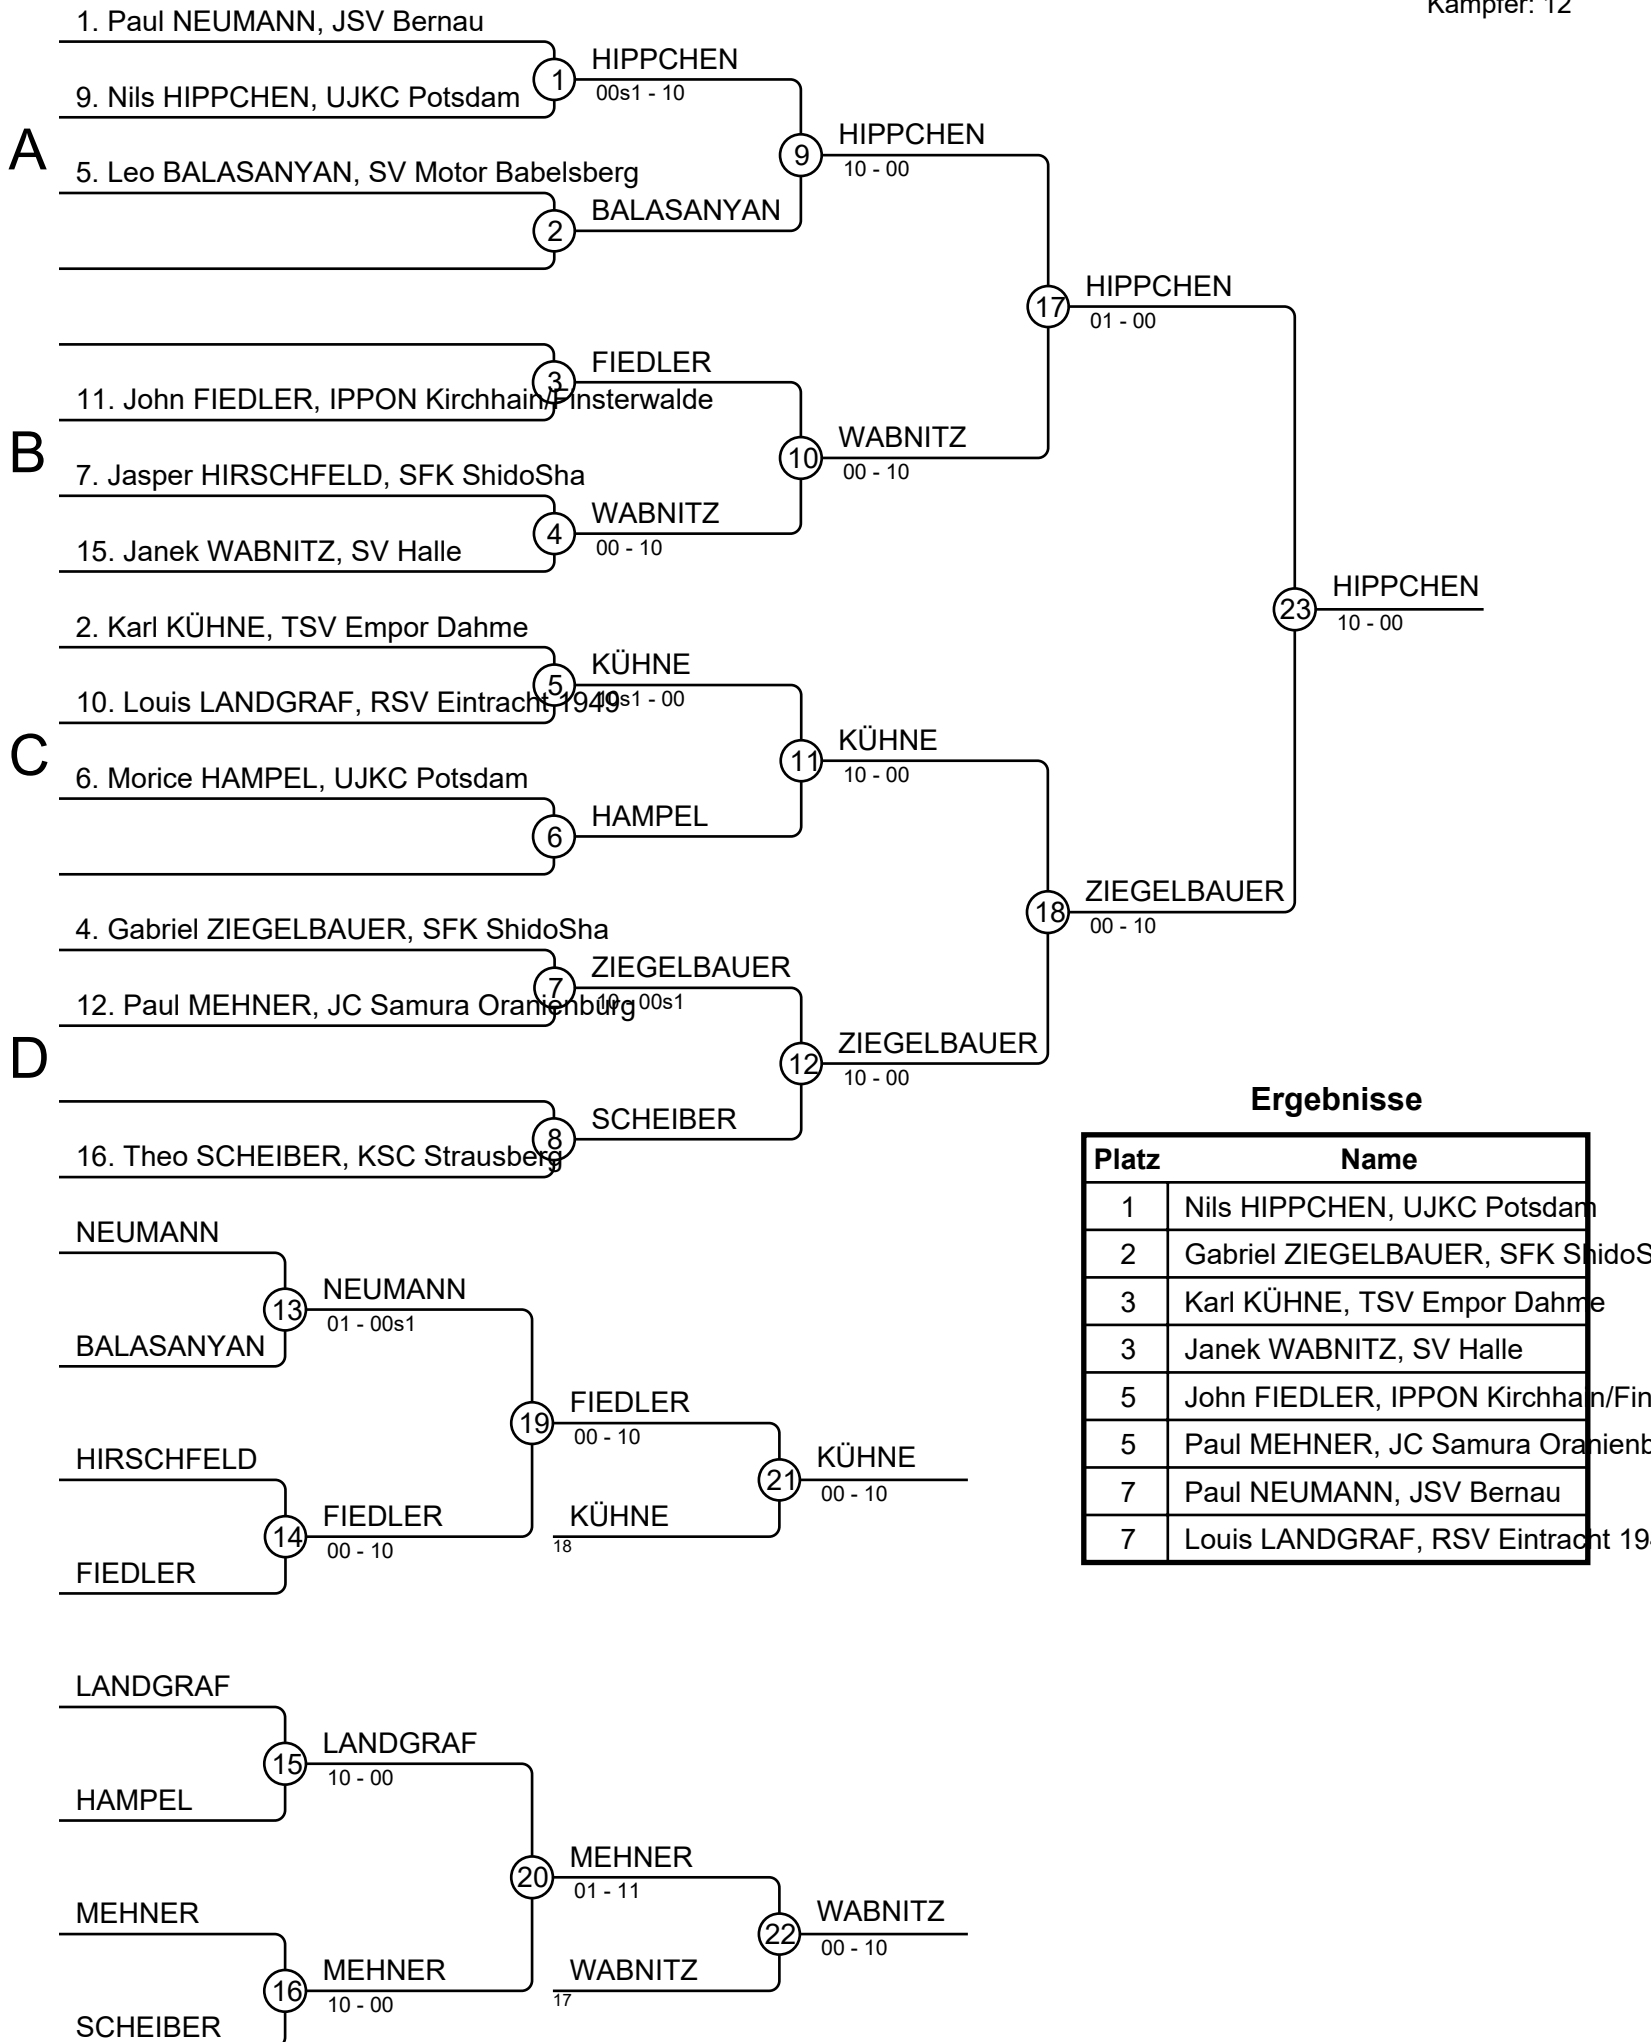 Kämpfer: 12
1. Paul NEUMANN, JSV Bernau
HIPPCHEN
1
00s1 - 10
9. Nils HIPPCHEN, UJKC Potsdam
A
HIPPCHEN
9
10 - 00
5. Leo BALASANYAN, SV Motor Babelsberg
BALASANYAN
2
HIPPCHEN
17
01 - 00
FIEDLER
3
11. John FIEDLER, IPPON Kirchhain/Finsterwalde
B
WABNITZ
10
00 - 10
7. Jasper HIRSCHFELD, SFK ShidoSha
WABNITZ
4
00 - 10
15. Janek WABNITZ, SV Halle
HIPPCHEN
23
10 - 00
2. Karl KÜHNE, TSV Empor Dahme
KÜHNE
5
10s1 - 00
10. Louis LANDGRAF, RSV Eintracht 1949
C
KÜHNE
11
10 - 00
6. Morice HAMPEL, UJKC Potsdam
HAMPEL
6
ZIEGELBAUER
18
00 - 10
4. Gabriel ZIEGELBAUER, SFK ShidoSha
ZIEGELBAUER
7
10 - 00s1
12. Paul MEHNER, JC Samura Oranienburg
D
ZIEGELBAUER
12
10 - 00
SCHEIBER
8
16. Theo SCHEIBER, KSC Strausberg
Ergebnisse
Platz Name
1 Nils HIPPCHEN, UJKC Potsdam
2 Gabriel ZIEGELBAUER, SFK ShidoS
3 Karl KÜHNE, TSV Empor Dahme
3 Janek WABNITZ, SV Halle
5 John FIEDLER, IPPON Kirchhain/Fin
5 Paul MEHNER, JC Samura Oranienb
7 Paul NEUMANN, JSV Bernau
7 Louis LANDGRAF, RSV Eintracht 19
NEUMANN
NEUMANN
13
01 - 00s1
BALASANYAN
FIEDLER
19
00 - 10
HIRSCHFELD
FIEDLER
14
00 - 10
FIEDLER
KÜHNE
21
00 - 10
KÜHNE
18
LANDGRAF
LANDGRAF
15
10 - 00
HAMPEL
MEHNER
20
01 - 11
MEHNER
MEHNER
16
10 - 00
SCHEIBER
WABNITZ
22
00 - 10
WABNITZ
17